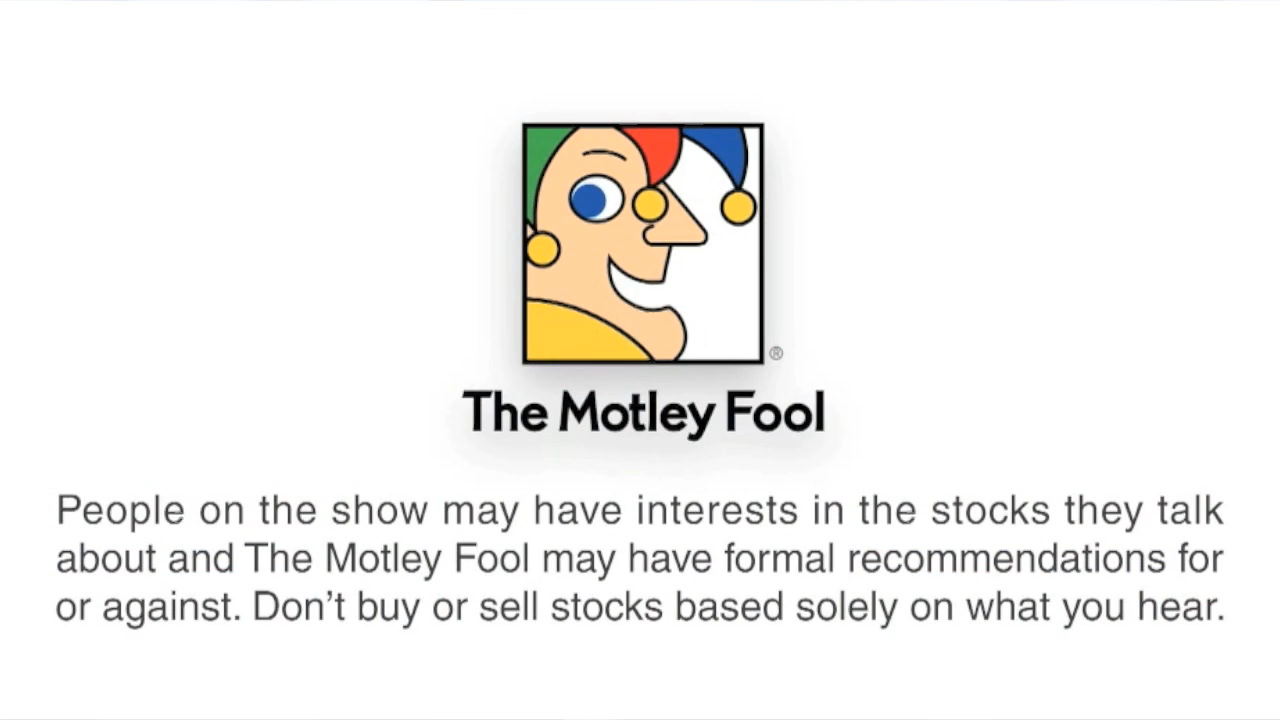 ®
The Motley Fool
People on the show may have interests in the stocks they talk
about and The Motley Fool may have formal recommendations for
or against. Don’t buy or sell stocks based solely on what you hear.